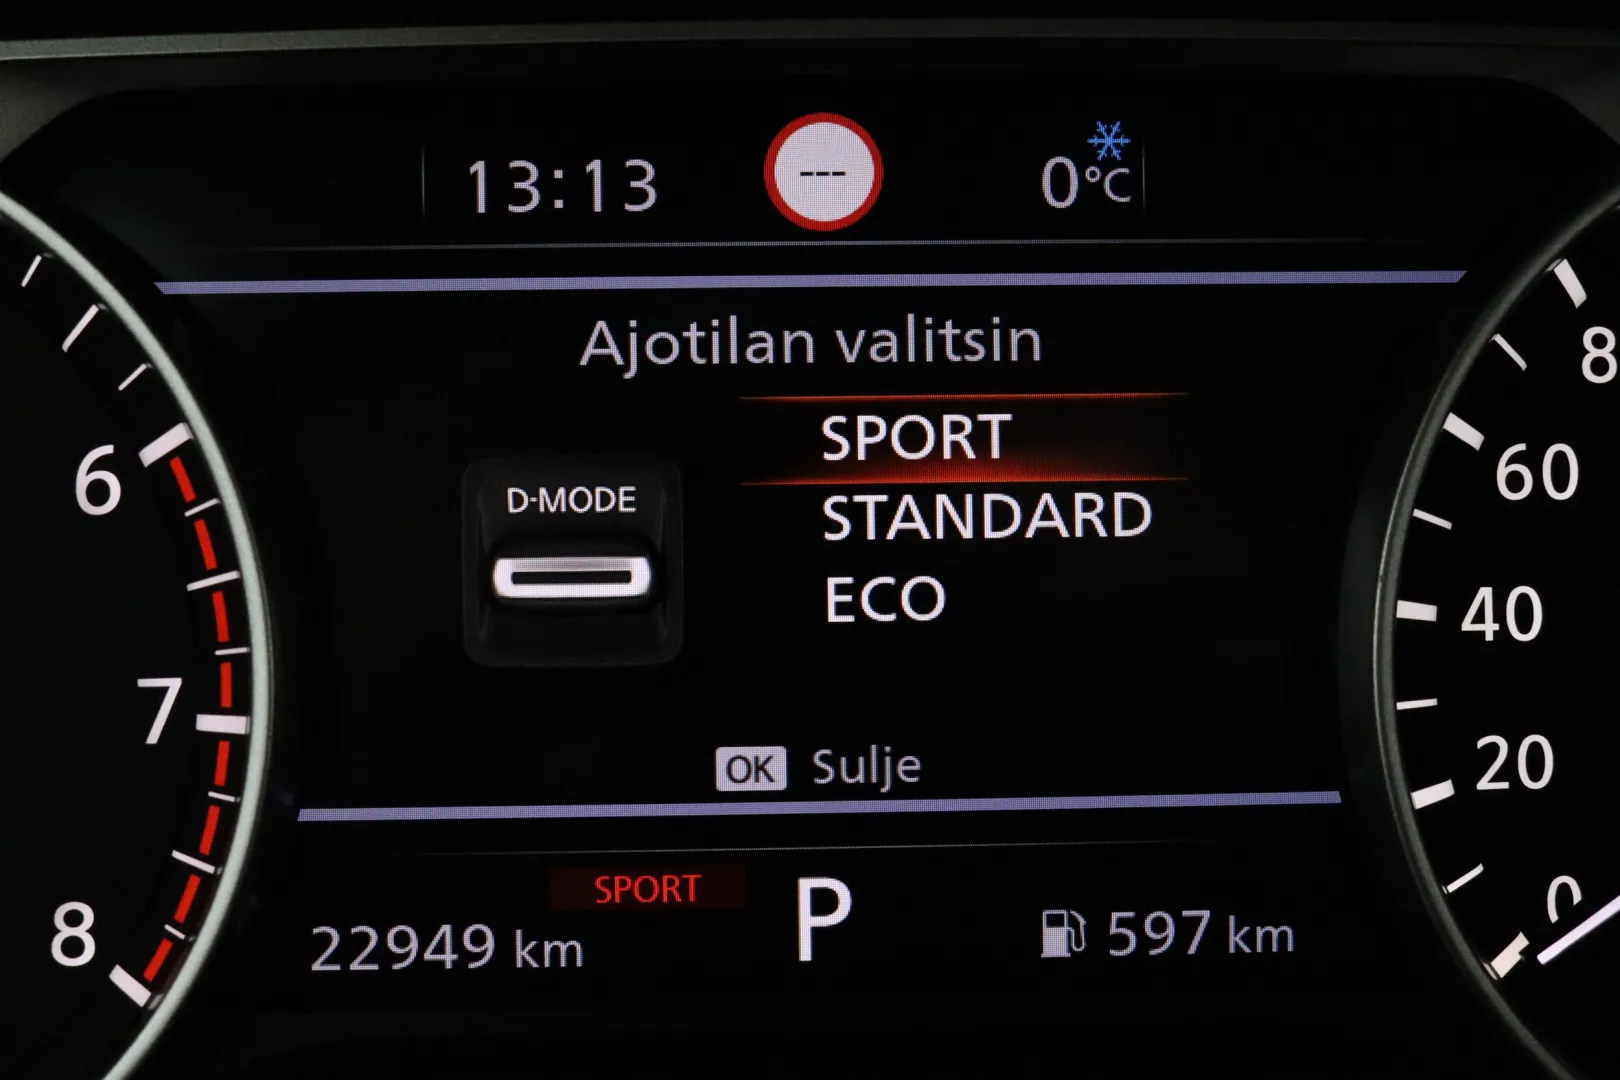 13:13 --- 0°C
Ajotilan valitsin
SPORT
D-MODE
STANDARD
ECO
OK Sulje
SPORT
22949 km P 597 km
6
7
8
8
60
40
20
0